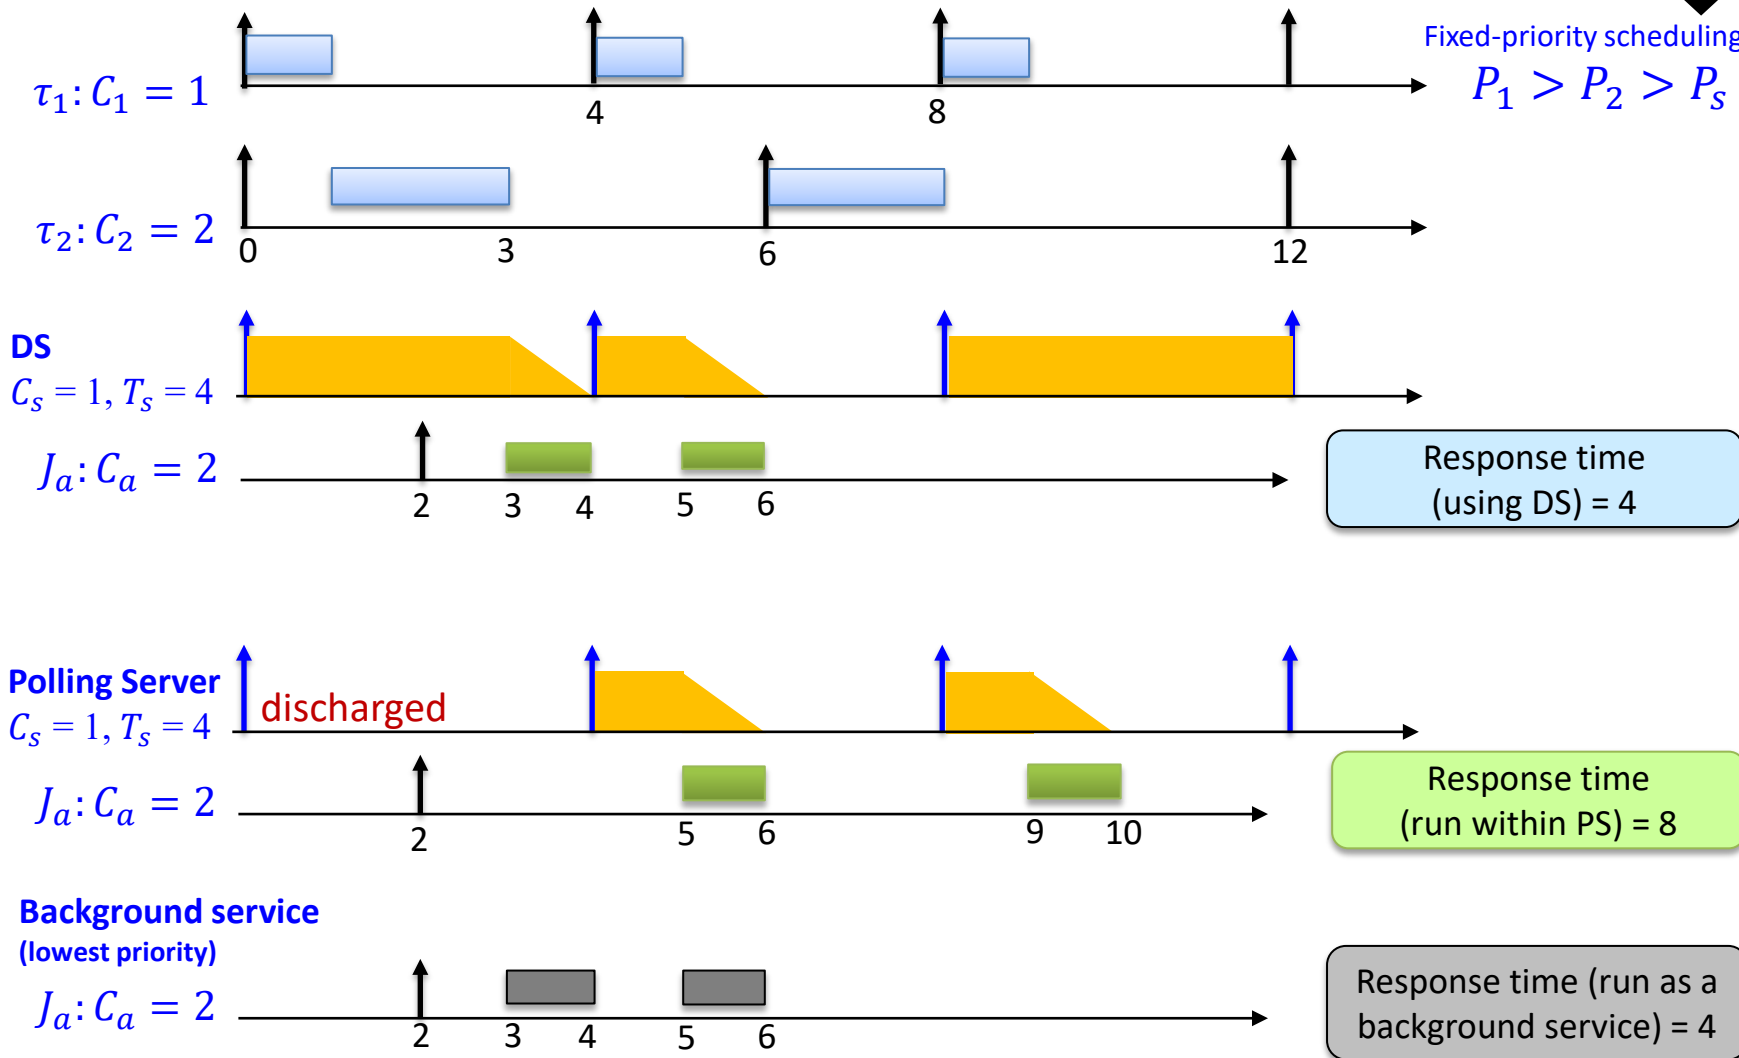 Fixed-priority scheduling
P₁ > P₂ > Pₛ
τ₁: C₁ = 1
4
8
τ₂: C₂ = 2
0
3
6
12
DS
Cₛ = 1, Tₛ = 4
Jₐ: Cₐ = 2
2
3
4
5
6
Response time
(using DS) = 4
Polling Server
Cₛ = 1, Tₛ = 4
discharged
Jₐ: Cₐ = 2
2
5
6
9
10
Response time
(run within PS) = 8
Background service
(lowest priority)
Jₐ: Cₐ = 2
2
3
4
5
6
Response time (run as a
background service) = 4